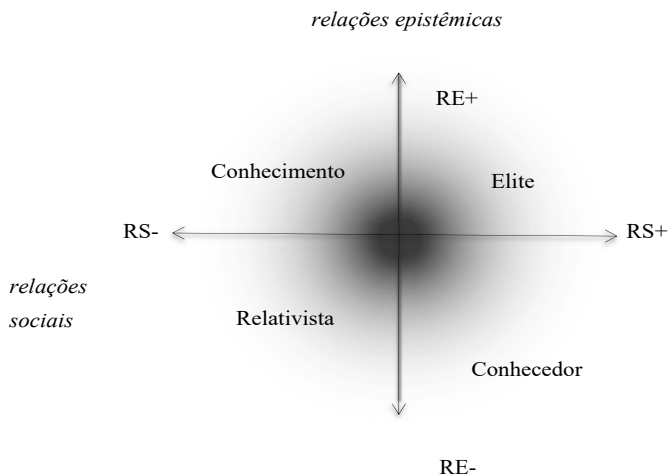 relações epistêmicas
RE+
Conhecimento
Elite
RS-
RS+
relações
sociais
Relativista
Conhecedor
RE-